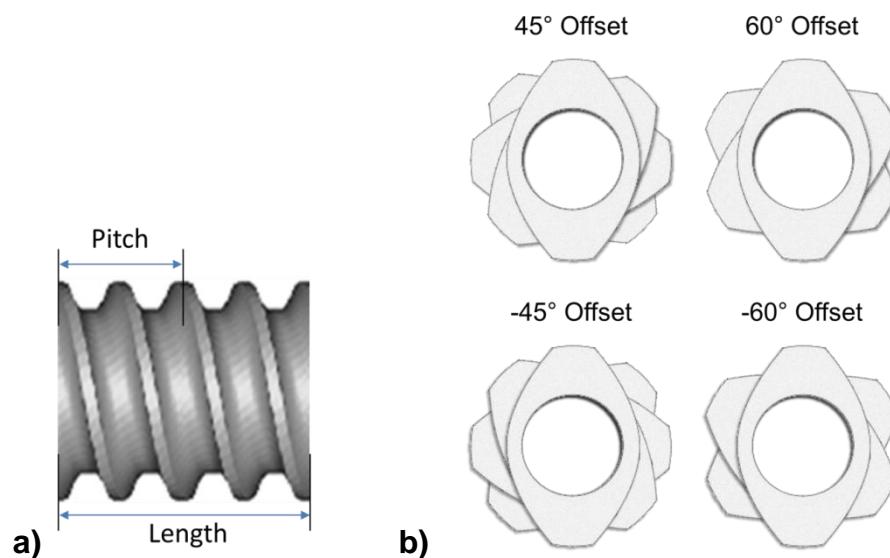 45° Offset
60° Offset
Pitch
-45° Offset
-60° Offset
Length
a)
b)